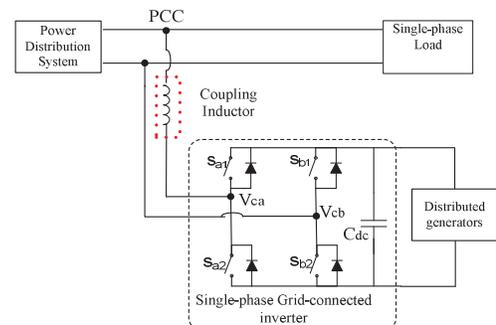 PCC
Power
Distribution
System
Single-phase
Load
Coupling
Inductor
Sa1
Sb1
Vca
Vcb
Cdc
Distributed
generators
Sa2
Sb2
Single-phase Grid-connected
inverter